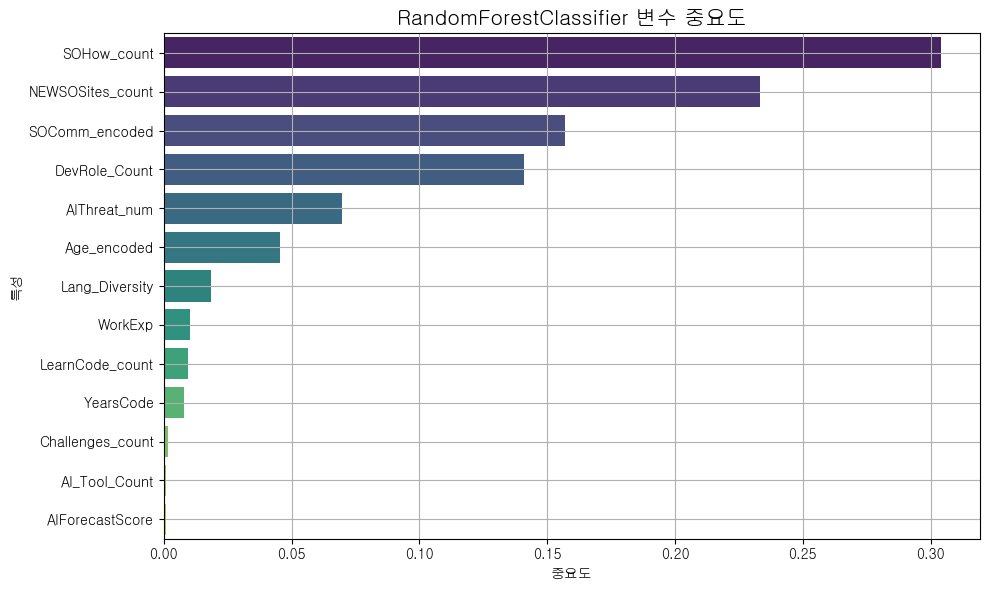 RandomForestClassifier 변수 중요도
SOHow_count
NEWSOSites_count
SOComm_encoded
DevRole_Count
AIThreat_num
Age_encoded
Lang_Diversity
WorkExp
LearnCode_count
YearsCode
Challenges_count
AI_Tool_Count
AIForecastScore
특성
0.00 0.05 0.10 0.15 0.20 0.25 0.30
중요도